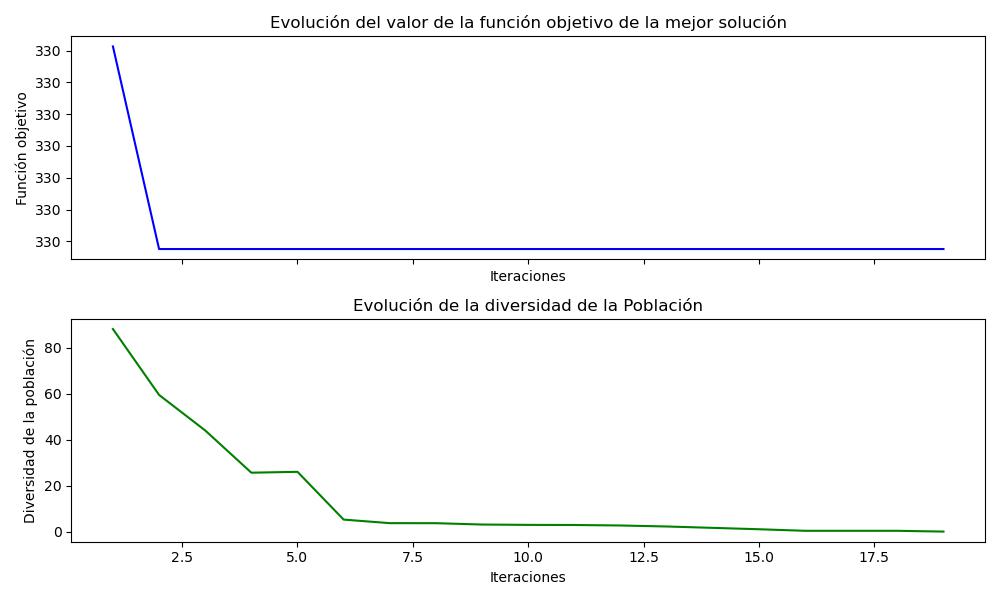 Evolución del valor de la función objetivo de la mejor solución
330
330
330
330
330
330
330
Función objetivo
Iteraciones
Evolución de la diversidad de la Población
80
60
40
20
0
Diversidad de la población
2.5 5.0 7.5 10.0 12.5 15.0 17.5
Iteraciones